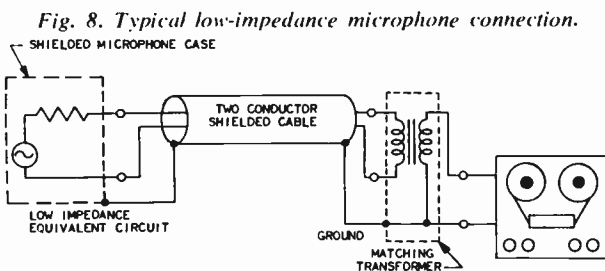 Fig. 8. Typical low-impedance microphone connection.
SHIELDED MICROPHONE CASE
TWO CONDUCTOR
SHIELDED CABLE
LOW IMPEDANCE
EQUIVALENT CIRCUIT
GROUND
MATCHING
TRANSFORMER